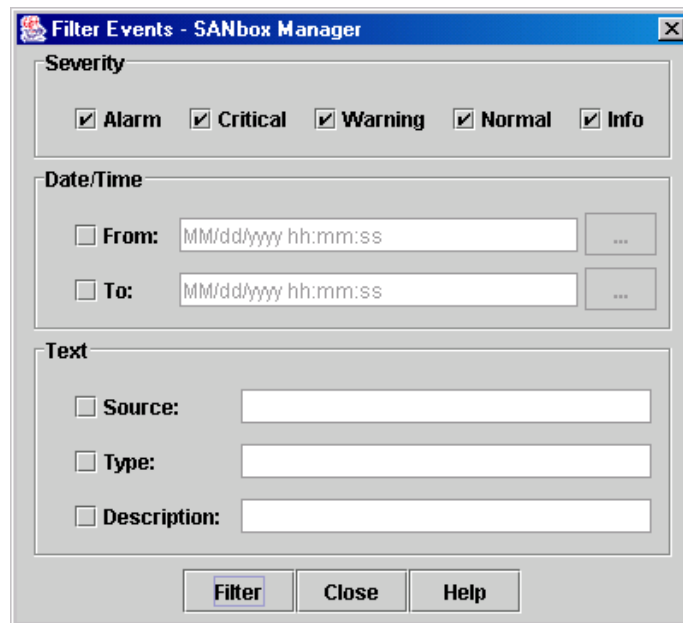 Filter Events - SANbox Manager
Severity
Alarm Critical Warning Normal Info
Date/Time
From: MM/dd/yyyy hh:mm:ss ...
To: MM/dd/yyyy hh:mm:ss ...
Text
Source:
Type:
Description:
Filter Close Help